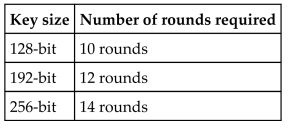 Key size Number of rounds required
128-bit 10 rounds
192-bit 12 rounds
256-bit 14 rounds